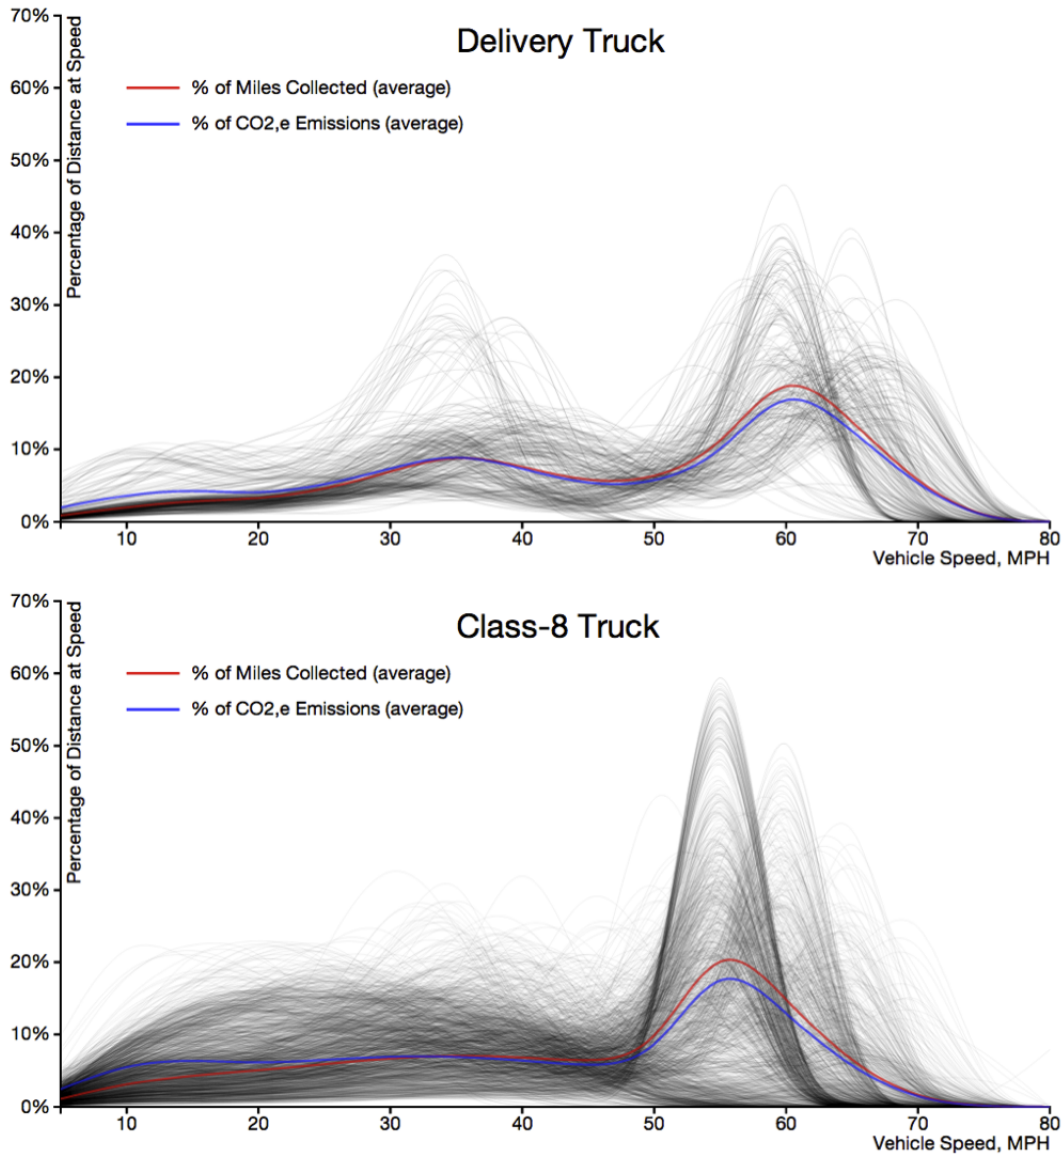 Delivery Truck
% of Miles Collected (average)
% of CO2,e Emissions (average)
Percentage of Distance at Speed
70%
60%
50%
40%
30%
20%
10%
0%
10 20 30 40 50 60 70 80
Vehicle Speed, MPH
Class-8 Truck
% of Miles Collected (average)
% of CO2,e Emissions (average)
Percentage of Distance at Speed
70%
60%
50%
40%
30%
20%
10%
0%
10 20 30 40 50 60 70 80
Vehicle Speed, MPH